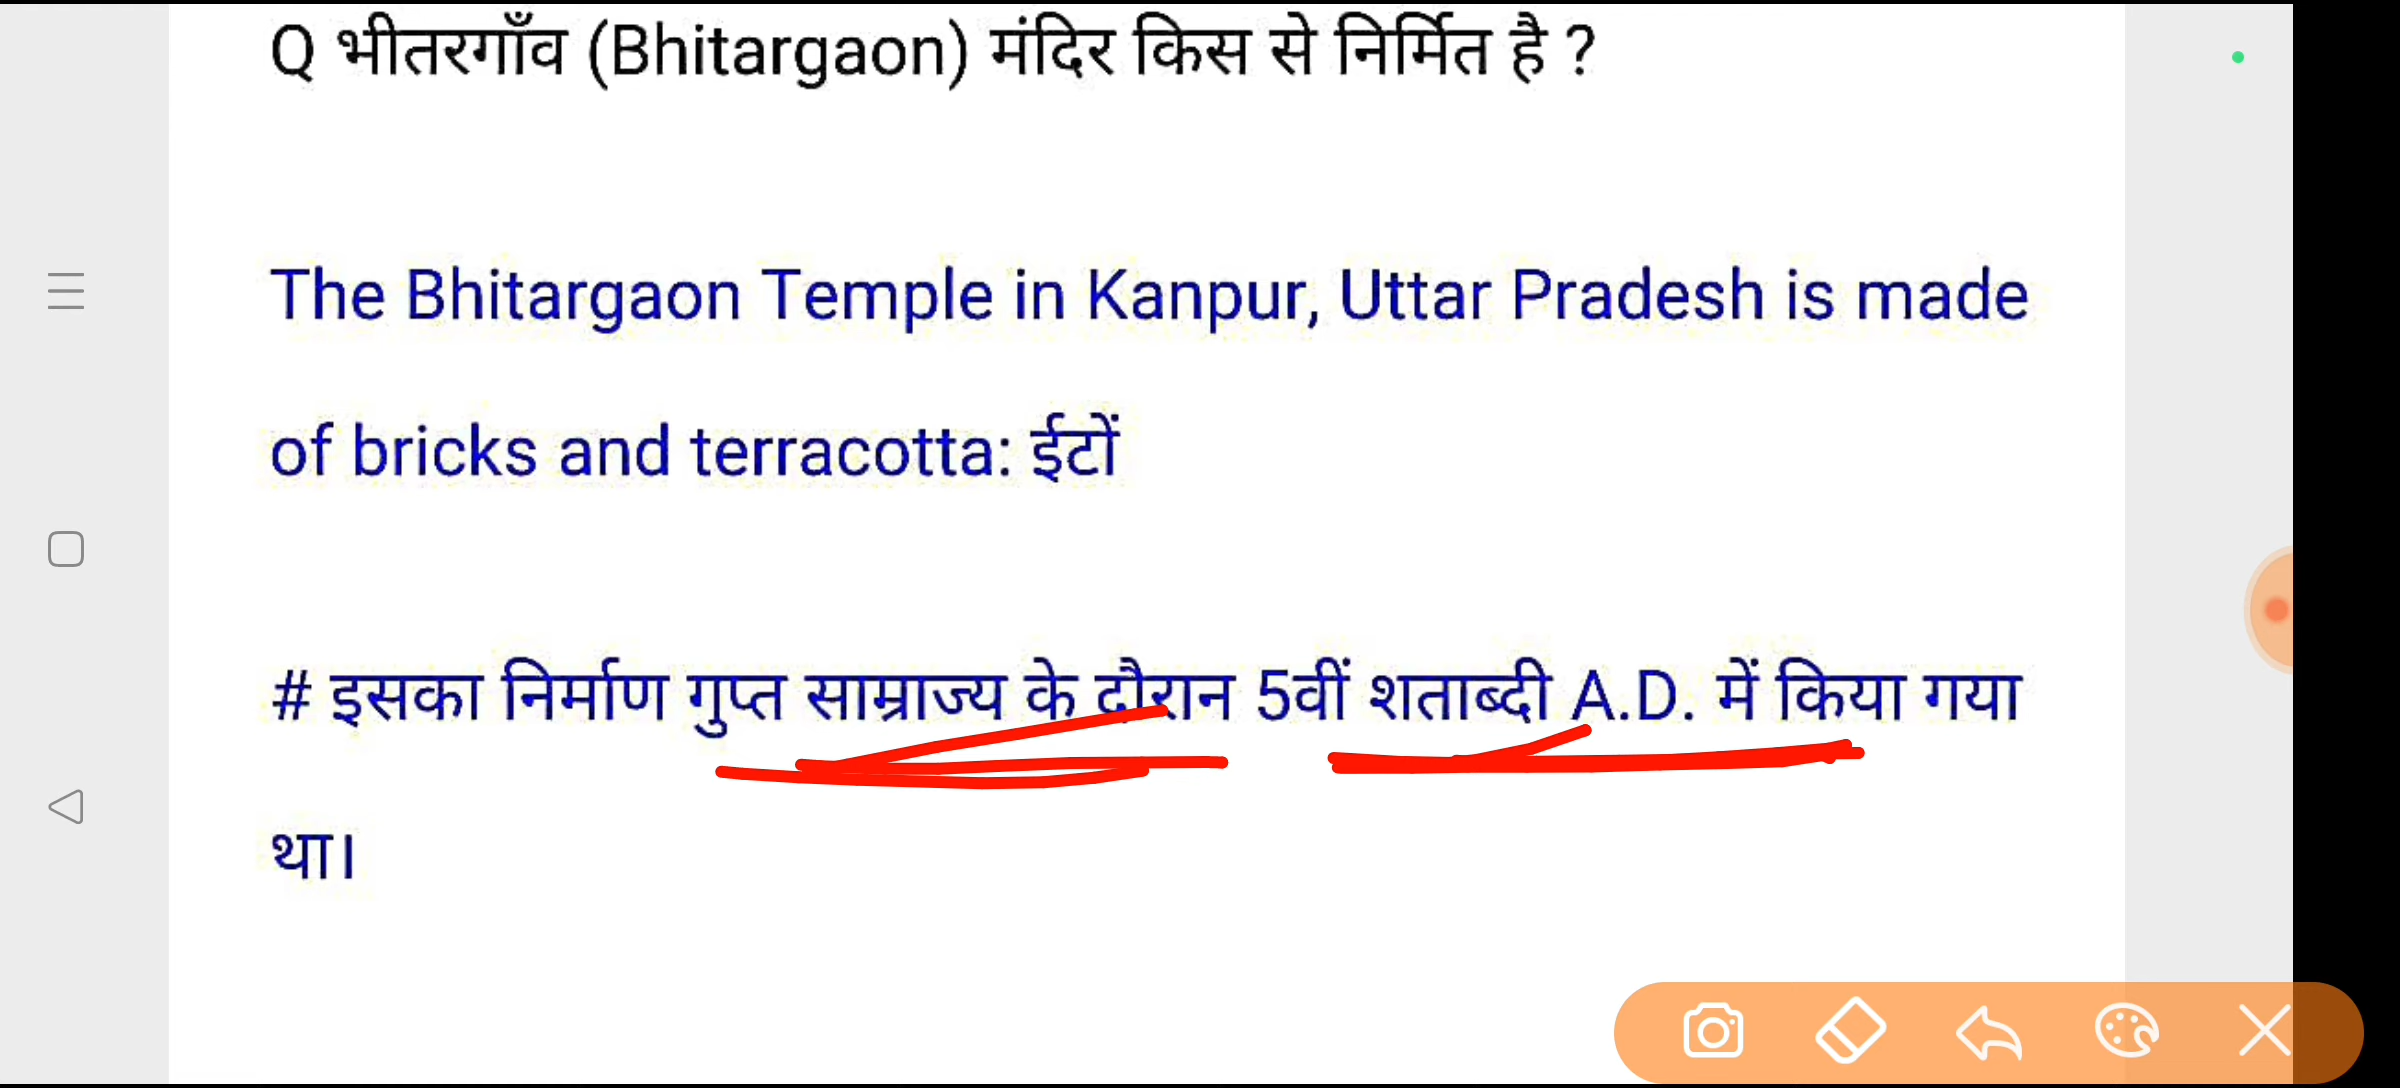 Q भीतरगाँव (Bhitargaon) मंदिर किस से निर्मित है ?
The Bhitargaon Temple in Kanpur, Uttar Pradesh is made
of bricks and terracotta: ईटों
# इसका निर्माण गुप्त साम्राज्य के दौरान 5वीं शताब्दी A.D. में किया गया
था।